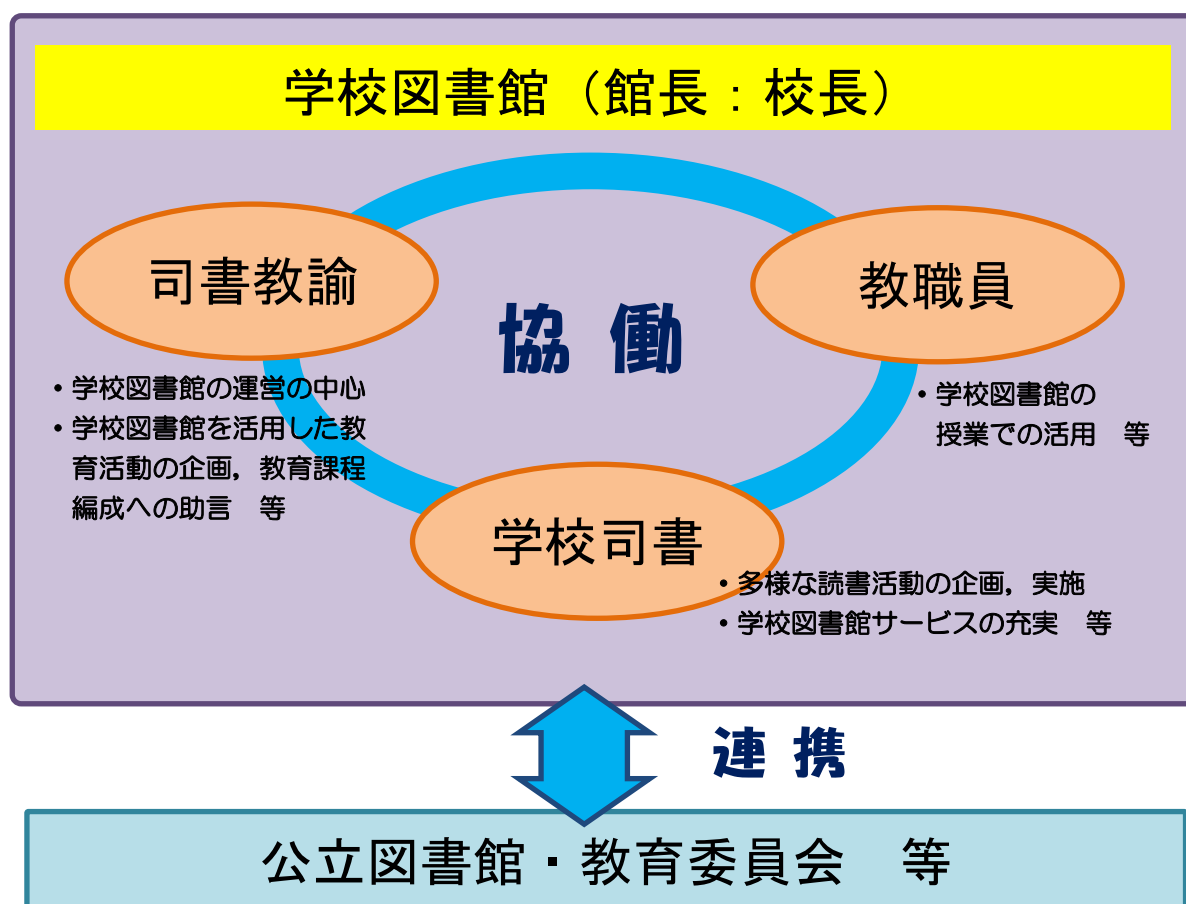 学校図書館（館長：校長）
司書教諭
教職員
協 働
・学校図書館の運営の中心
・学校図書館を活用した教
育活動の企画，教育課程
編成への助言　等
・学校図書館の
授業での活用　等
学校司書
・多様な読書活動の企画，実施
・学校図書館サービスの充実　等
連 携
公立図書館・教育委員会　等